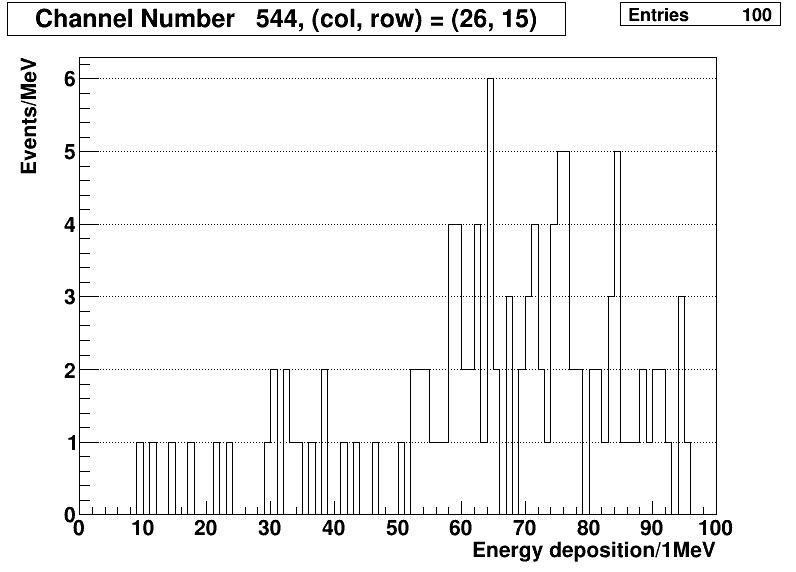 Channel Number 544, (col, row) = (26, 15)
Entries 100
Events/MeV
6
5
4
3
2
1
0
0 10 20 30 40 50 60 70 80 90 100
Energy deposition/1MeV